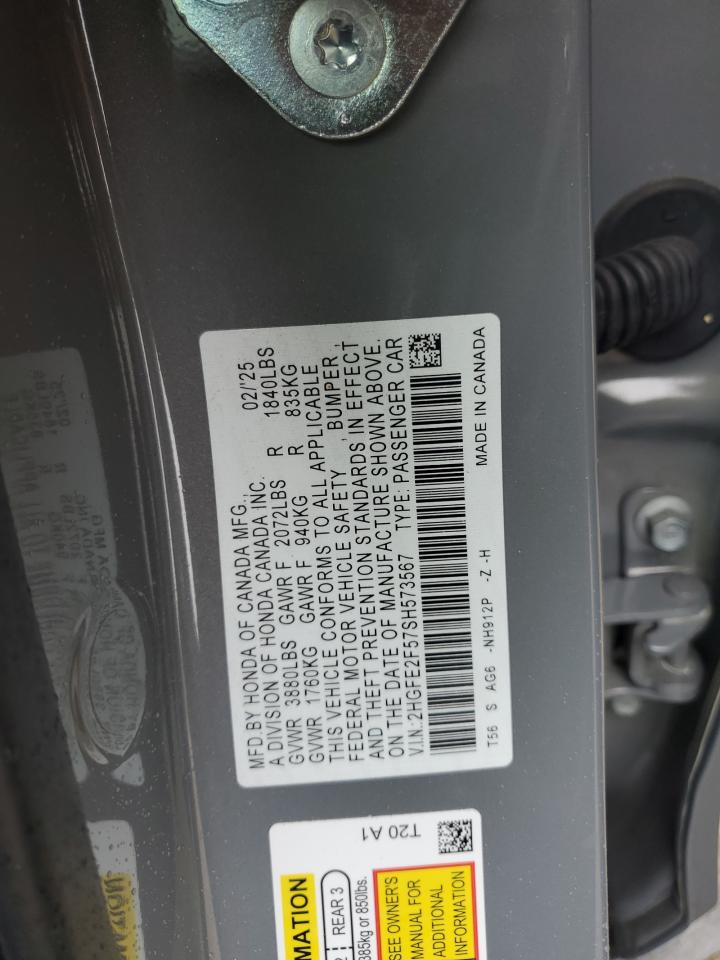 MFD.BY HONDA OF CANADA MFG., 02/'25
A DIVISION OF HONDA CANADA INC.
GVWR 3880LBS GAWR F 2072LBS R 1840LBS
GVWR 1760KG GAWR F 940KG R 835KG
THIS VEHICLE CONFORMS TO ALL APPLICABLE
FEDERAL MOTOR VEHICLE SAFETY , BUMPER ,
AND THEFT PREVENTION STANDARDS IN EFFECT
ON THE DATE OF MANUFACTURE SHOWN ABOVE.
V.I.N.:2HGFE2F57SH573567 TYPE: PASSENGER CAR
T56 S AG6 -NH912P -Z -H MADE IN CANADA
T20 A1
MATION
2 REAR 3
385kg or 850lbs.
SEE OWNER'S
MANUAL FOR
ADDITIONAL
INFORMATION